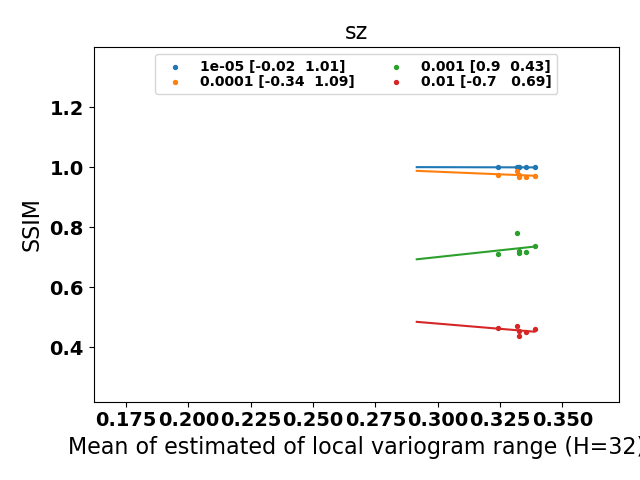 sz
1e-05 [-0.02 1.01]
0.0001 [-0.34 1.09]
0.001 [0.9 0.43]
0.01 [-0.7 0.69]
SSIM
1.2
1.0
0.8
0.6
0.4
0.175 0.200 0.225 0.250 0.275 0.300 0.325 0.350
Mean of estimated of local variogram range (H=32)